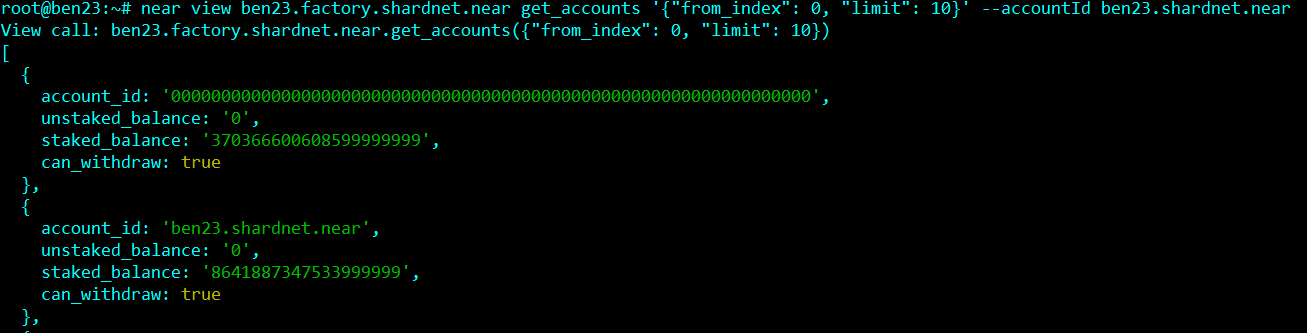 root@ben23:~# near view ben23.factory.shardnet.near get_accounts '{"from_index": 0, "limit": 10}' --accountId ben23.shardnet.near
View call: ben23.factory.shardnet.near.get_accounts({"from_index": 0, "limit": 10})
[
  {
    account_id: '0000000000000000000000000000000000000000000000000000000000000000',
    unstaked_balance: '0',
    staked_balance: '370366600608599999999',
    can_withdraw: true
  },
  {
    account_id: 'ben23.shardnet.near',
    unstaked_balance: '0',
    staked_balance: '8641887347533999999',
    can_withdraw: true
  },